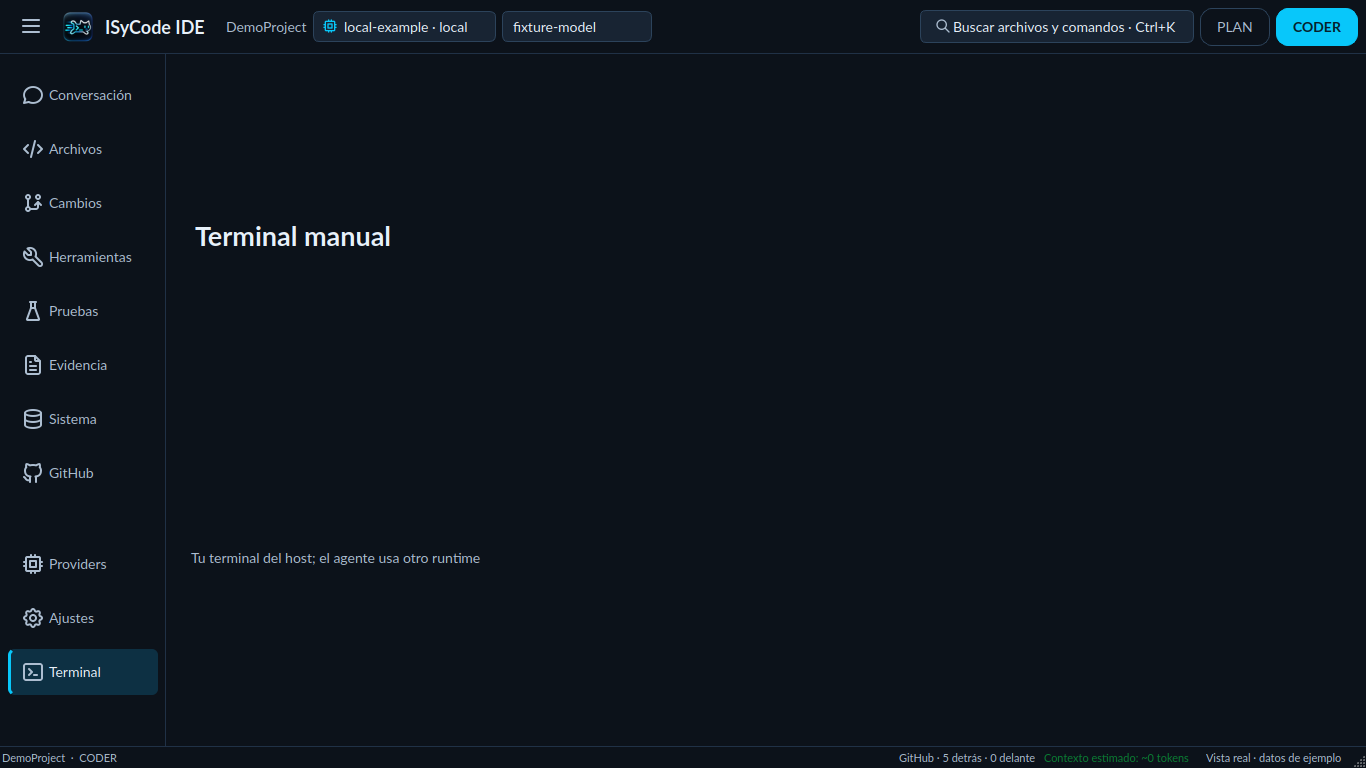 ISyCode IDE DemoProject local-example · local fixture-model Buscar archivos y comandos · Ctrl+K PLAN CODER
Conversación
Archivos
Cambios
Herramientas
Pruebas
Evidencia
Sistema
GitHub
Providers
Ajustes
Terminal
Terminal manual
Tu terminal del host; el agente usa otro runtime
DemoProject · CODER GitHub · 5 detrás · 0 delante Contexto estimado: ~0 tokens Vista real · datos de ejemplo